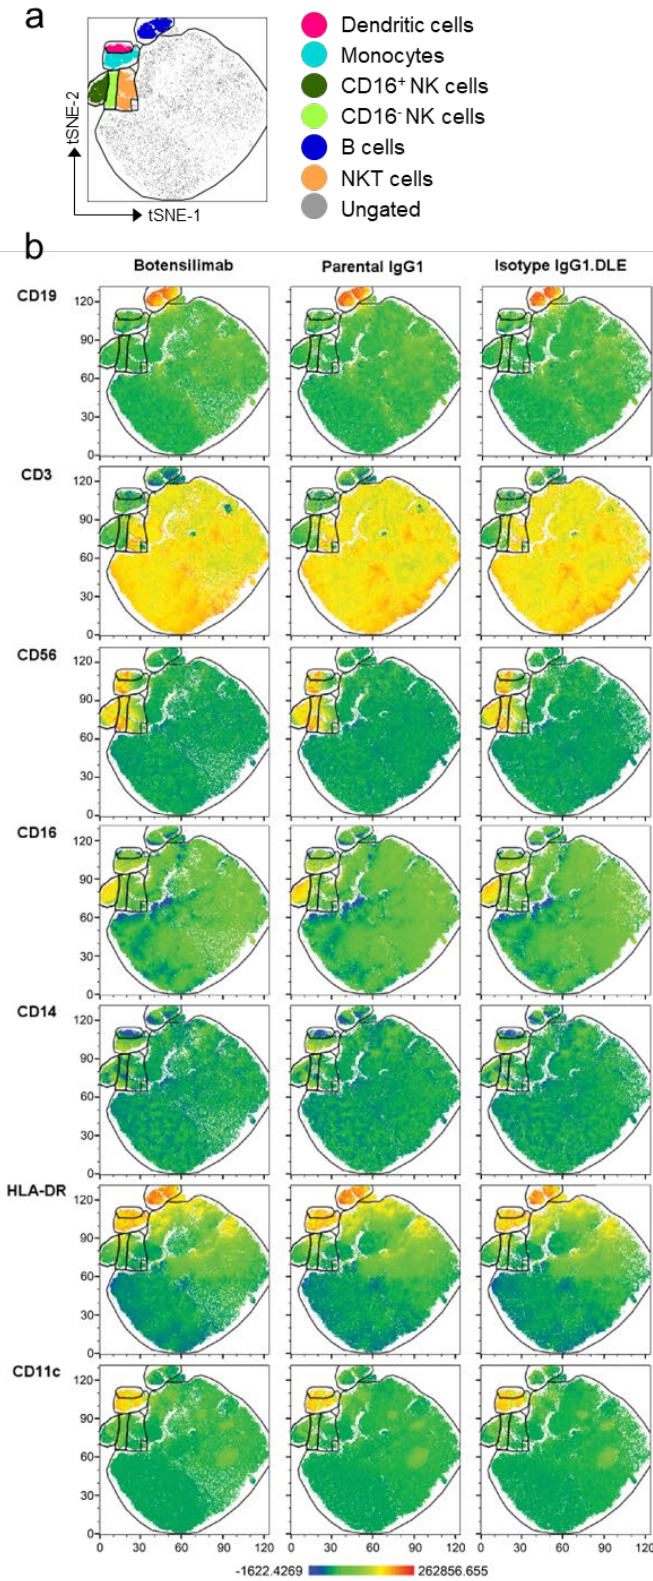 a
tSNE-2
tSNE-1
Dendritic cells
Monocytes
CD16+ NK cells
CD16- NK cells
B cells
NKT cells
Ungated
b
Botensilimab Parental IgG1 Isotype IgG1.DLE
CD19
120
90
60
30
0
CD3
120
90
60
30
0
CD56
120
90
60
30
0
CD16
120
90
60
30
0
CD14
120
90
60
30
0
HLA-DR
120
90
60
30
0
CD11c
120
90
60
30
0
0 30 60 90 120 0 30 60 90 120 0 30 60 90 120
-1622.4269 262856.655